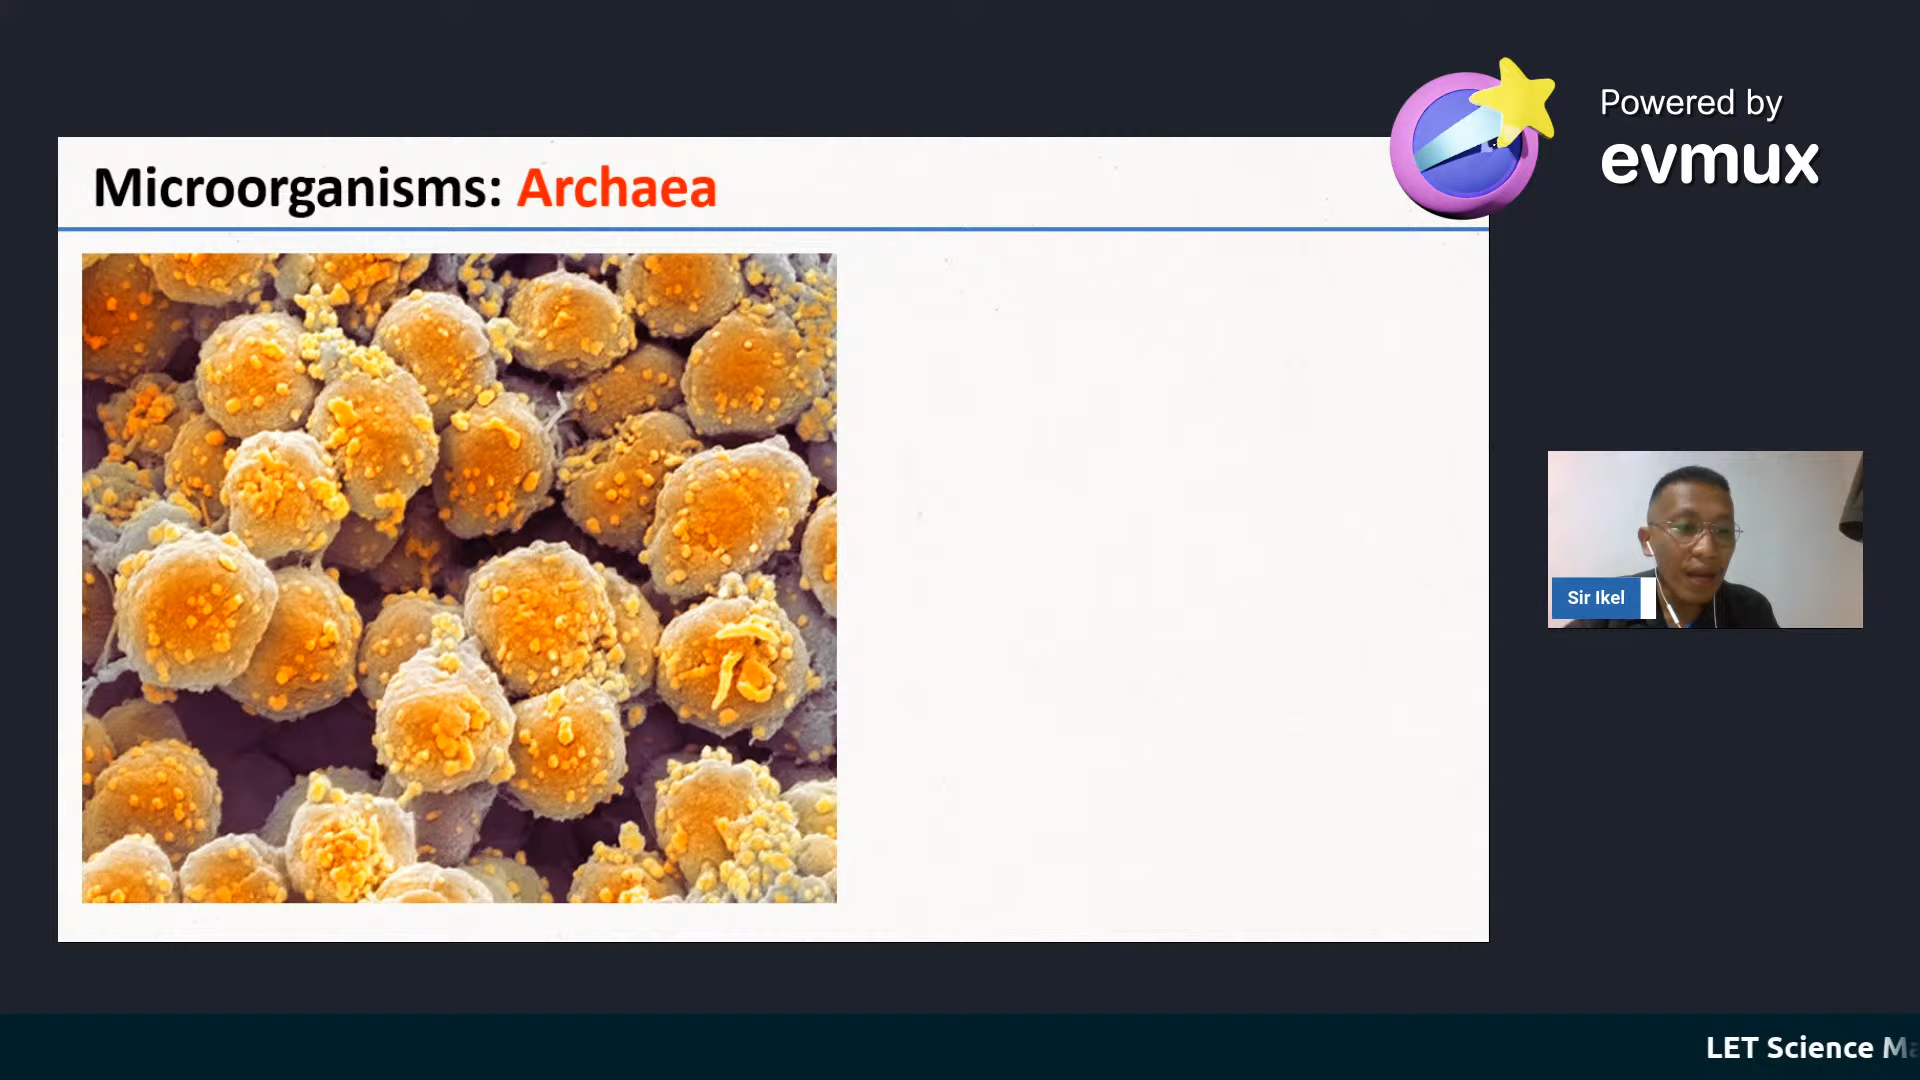 Powered by
evmux
Microorganisms: Archaea
Sir Ikel
LET Science